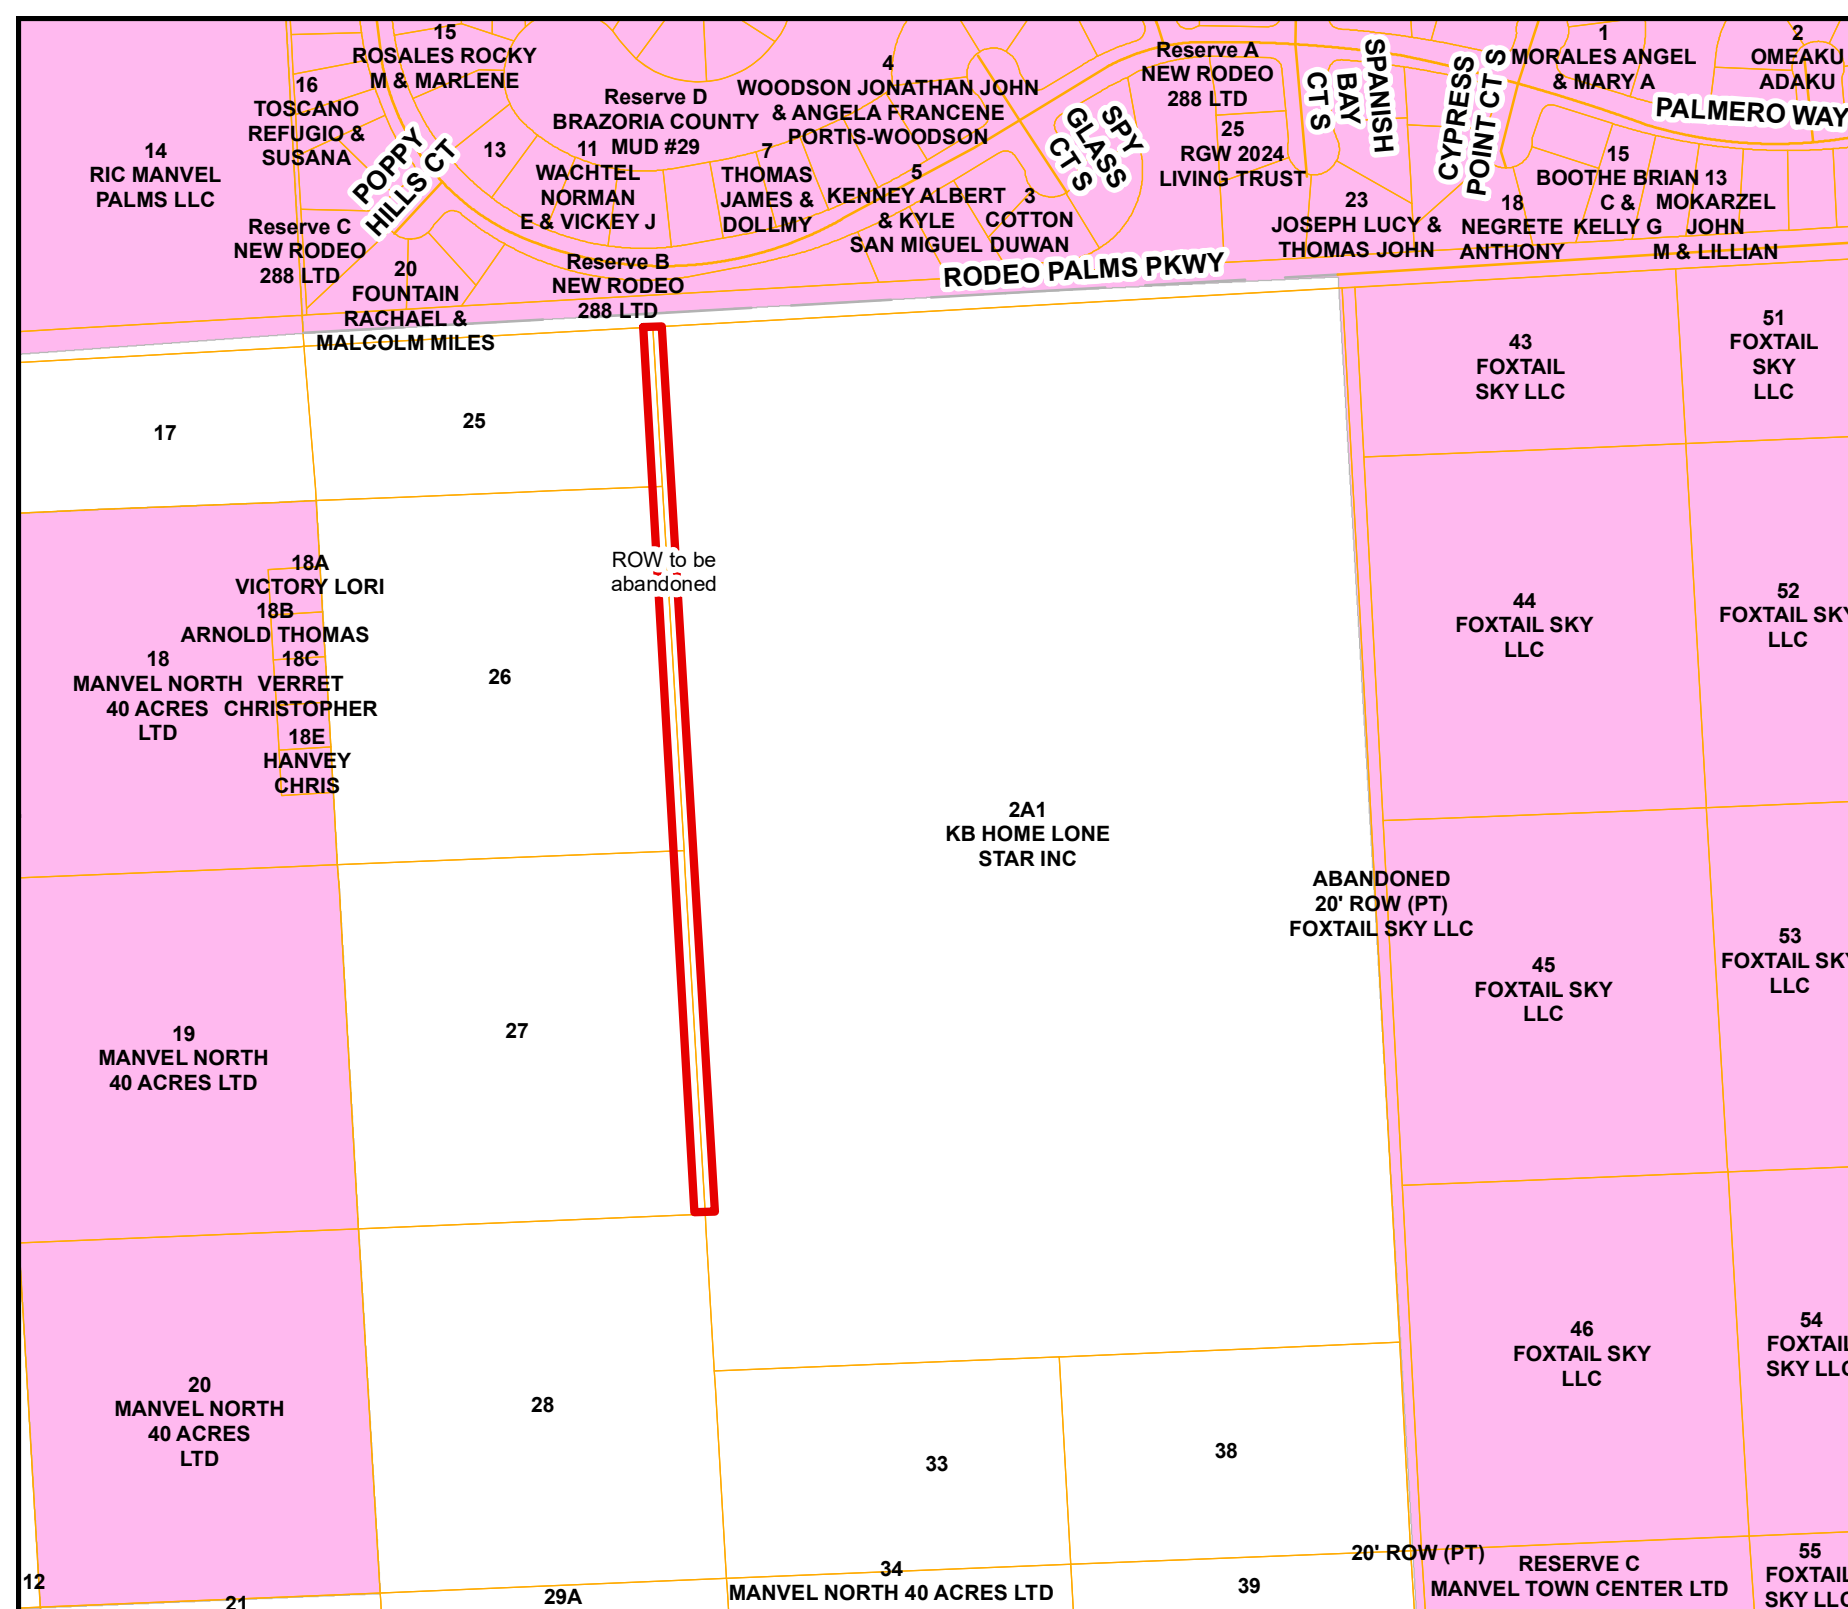 15
ROSALES ROCKY
M & MARLENE
16
TOSCANO
REFUGIO &
SUSANA
14
RIC MANVEL
PALMS LLC
POPPY
HILLS CT
13
Reserve D
BRAZORIA COUNTY
MUD #29
11
WACHTEL
NORMAN
E & VICKEY J
4
WOODSON JONATHAN JOHN
& ANGELA FRANCENE
PORTIS-WOODSON
7
THOMAS
JAMES &
DOLLMY
5
KENNEY ALBERT
& KYLE
SAN MIGUEL
3
COTTON
DUWAN
SPY
GLASS
CT S
Reserve A
NEW RODEO
288 LTD
25
RGW 2024
LIVING TRUST
SPANISH
BAY
CT S
23
JOSEPH LUCY &
THOMAS JOHN
CYPRESS
POINT CT S
1
MORALES ANGEL
& MARY A
2
OMEAKU
ADAKU
PALMERO WAY
15
BOOTHE BRIAN
C &
KELLY G
13
MOKARZEL
JOHN
M & LILLIAN
18
NEGRETE
ANTHONY
Reserve C
NEW RODEO
288 LTD
20
FOUNTAIN
RACHAEL &
MALCOLM MILES
Reserve B
NEW RODEO
288 LTD
RODEO PALMS PKWY
17
25
43
FOXTAIL
SKY LLC
51
FOXTAIL
SKY
LLC
ROW to be
abandoned
18A
VICTORY LORI
18B
ARNOLD THOMAS
18
MANVEL NORTH
40 ACRES
LTD
18C
VERRET
CHRISTOPHER
18E
HANVEY
CHRIS
26
44
FOXTAIL SKY
LLC
52
FOXTAIL SKY
LLC
2A1
KB HOME LONE
STAR INC
ABANDONED
20' ROW (PT)
FOXTAIL SKY LLC
45
FOXTAIL SKY
LLC
53
FOXTAIL SKY
LLC
19
MANVEL NORTH
40 ACRES LTD
27
46
FOXTAIL SKY
LLC
54
FOXTAIL
SKY LLC
20
MANVEL NORTH
40 ACRES
LTD
28
33
38
12
21
29A
34
MANVEL NORTH 40 ACRES LTD
39
20' ROW (PT)
RESERVE C
MANVEL TOWN CENTER LTD
55
FOXTAIL
SKY LLC